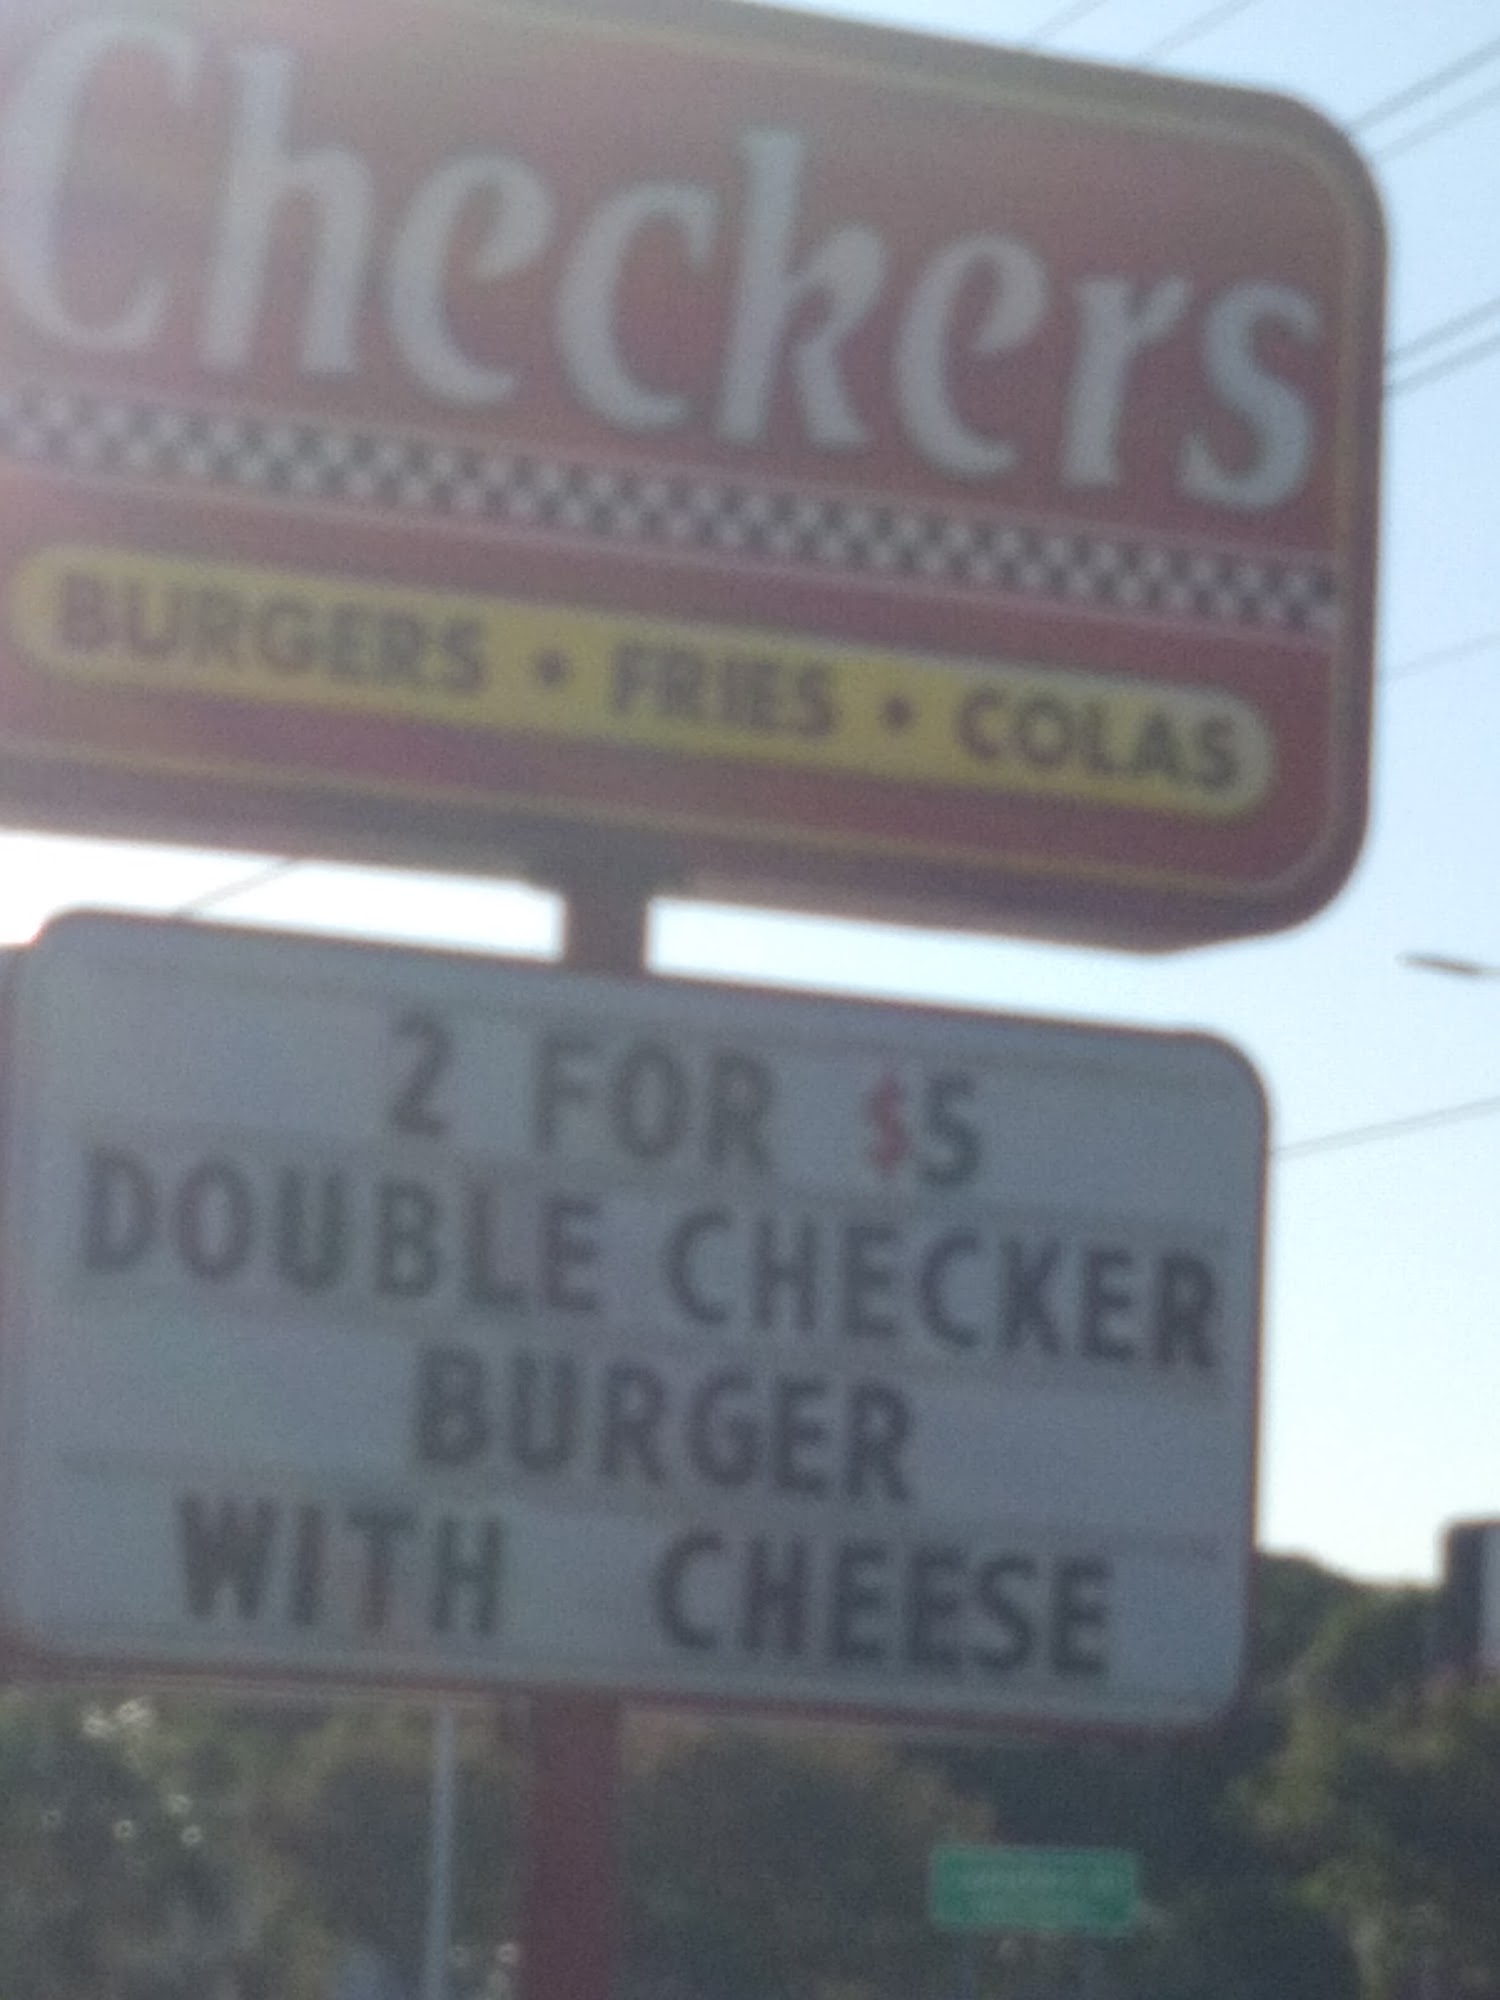 Checkers
BURGERS • FRIES • COLAS
2 FOR $5
DOUBLE CHECKER
BURGER
WITH CHEESE